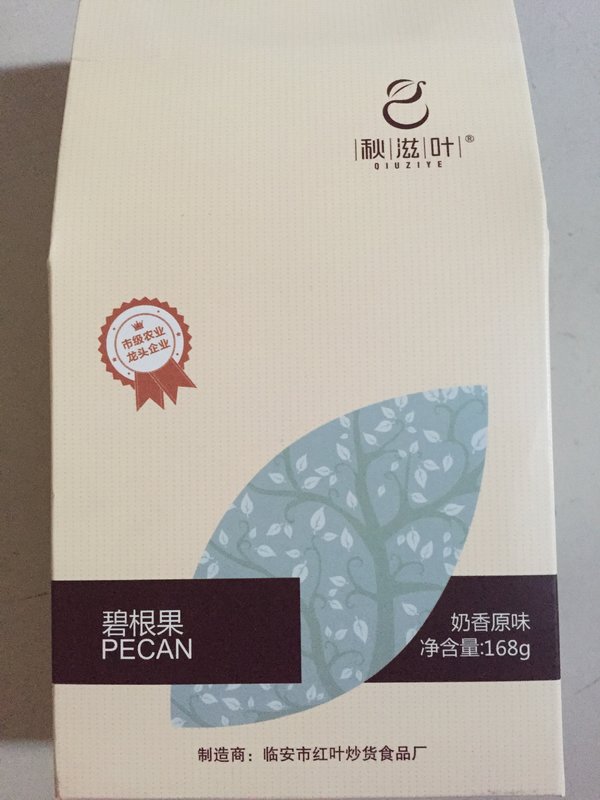 秋滋叶®
QIUZIYE
市级农业
龙头企业
碧根果
PECAN
奶香原味
净含量:168g
制造商：临安市红叶炒货食品厂